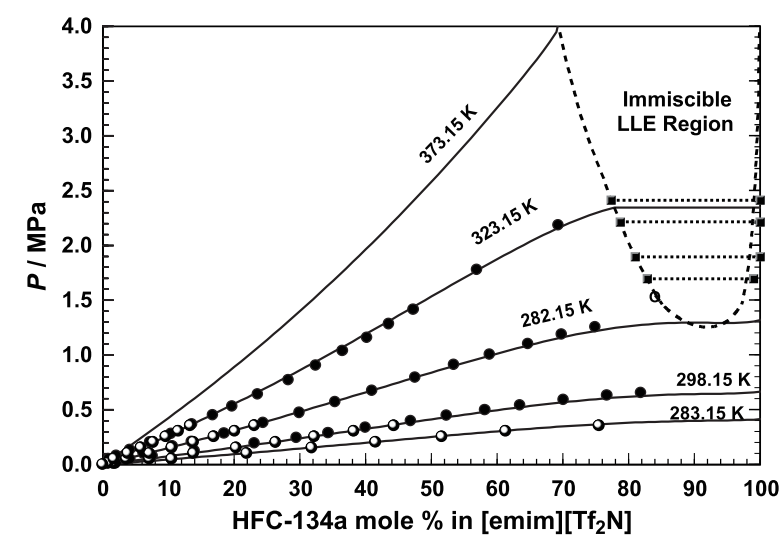 4.0
3.5
3.0
2.5
2.0
1.5
1.0
0.5
0.0
P / MPa
Immiscible
LLE Region
373.15 K
323.15 K
282.15 K
298.15 K
283.15 K
0 10 20 30 40 50 60 70 80 90 100
HFC-134a mole % in [emim][Tf₂N]